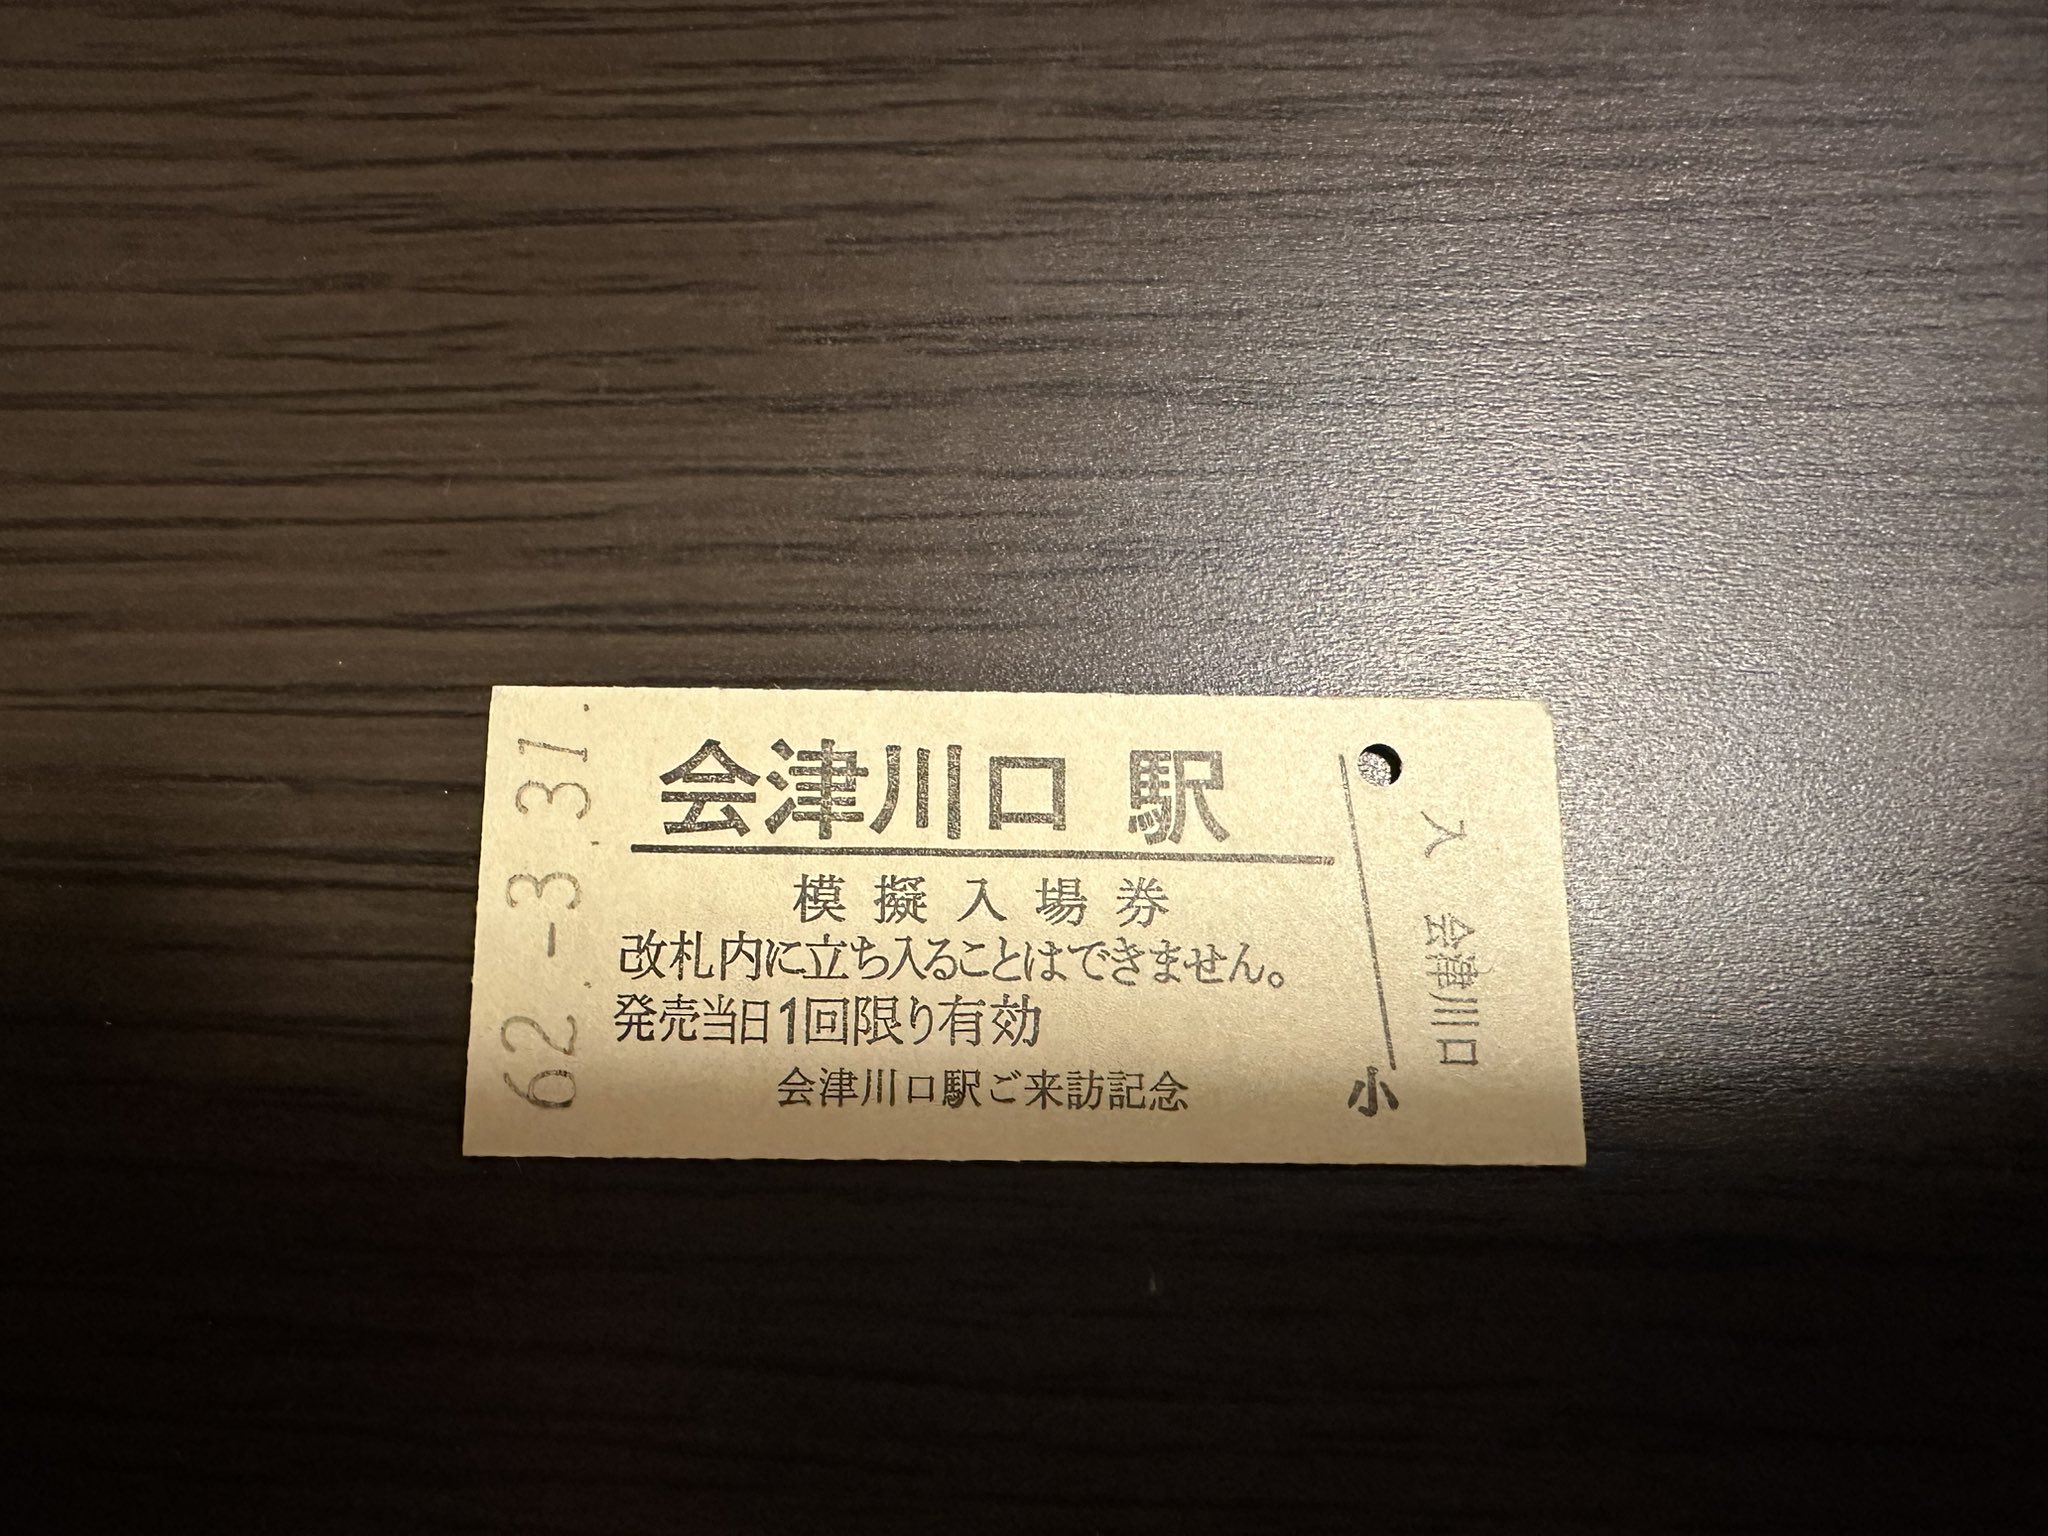 62.-3.31.
会津川口 駅
模擬入場券
改札内に立ち入ることはできません。
発売当日1回限り有効
会津川口駅ご来訪記念
小
入 会津川口